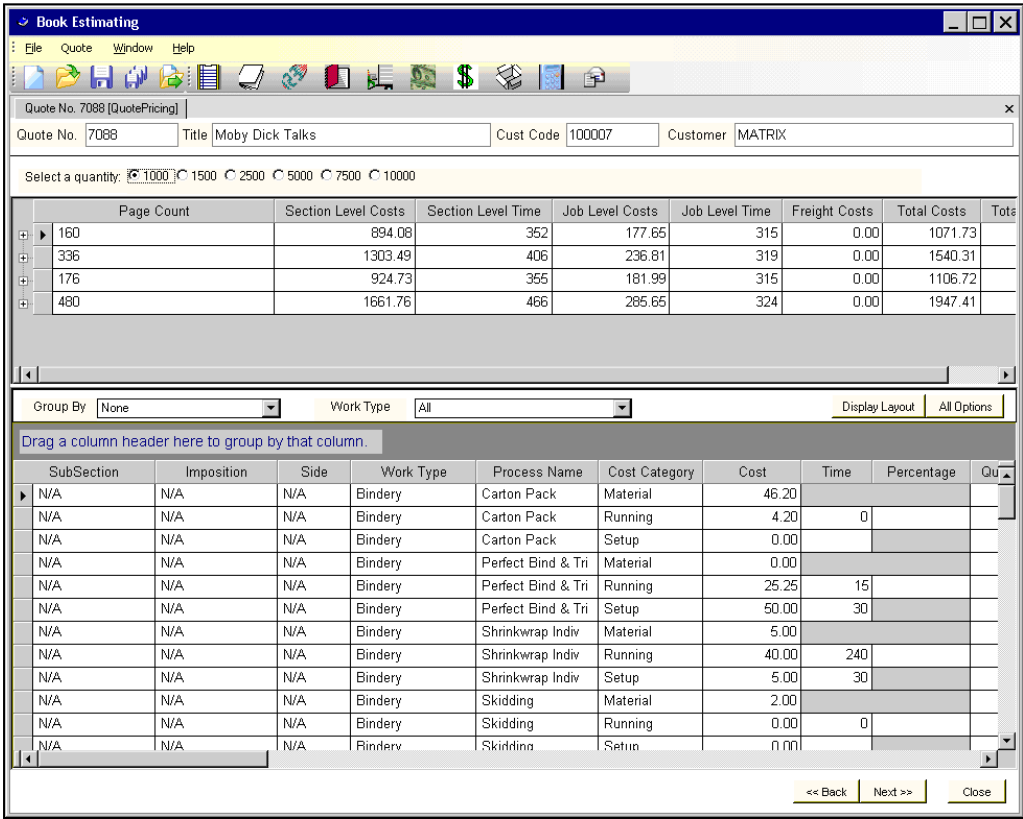 Book Estimating
File Quote Window Help
Quote No. 7088 [QuotePricing]
Quote No. 7088 Title Moby Dick Talks Cust Code 100007 Customer MATRIX
Select a quantity: 1000 1500 2500 5000 7500 10000
Page Count Section Level Costs Section Level Time Job Level Costs Job Level Time Freight Costs Total Costs Tota
160 894.08 352 177.65 315 0.00 1071.73
336 1303.49 406 236.81 319 0.00 1540.31
176 924.73 355 181.99 315 0.00 1106.72
480 1661.76 466 285.65 324 0.00 1947.41
Group By None Work Type All Display Layout All Options
Drag a column header here to group by that column.
SubSection Imposition Side Work Type Process Name Cost Category Cost Time Percentage Qu
N/A N/A N/A Bindery Carton Pack Material 46.20
N/A N/A N/A Bindery Carton Pack Running 4.20 0
N/A N/A N/A Bindery Carton Pack Setup 0.00
N/A N/A N/A Bindery Perfect Bind & Tri Material 0.00
N/A N/A N/A Bindery Perfect Bind & Tri Running 25.25 15
N/A N/A N/A Bindery Perfect Bind & Tri Setup 50.00 30
N/A N/A N/A Bindery Shrinkwrap Indiv Material 5.00
N/A N/A N/A Bindery Shrinkwrap Indiv Running 40.00 240
N/A N/A N/A Bindery Shrinkwrap Indiv Setup 5.00 30
N/A N/A N/A Bindery Skidding Material 2.00
N/A N/A N/A Bindery Skidding Running 0.00 0
N/A N/A N/A Bindery Skidding Setup 0.00
<< Back Next >> Close